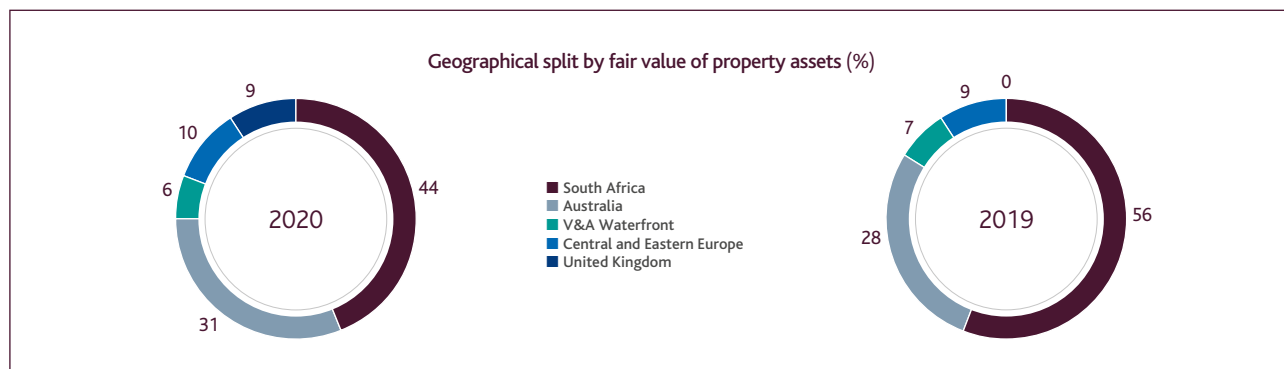 Geographical split by fair value of property assets (%)
9
10
6
44
31
2020
South Africa
Australia
V&A Waterfront
Central and Eastern Europe
United Kingdom
0
9
7
56
28
2019